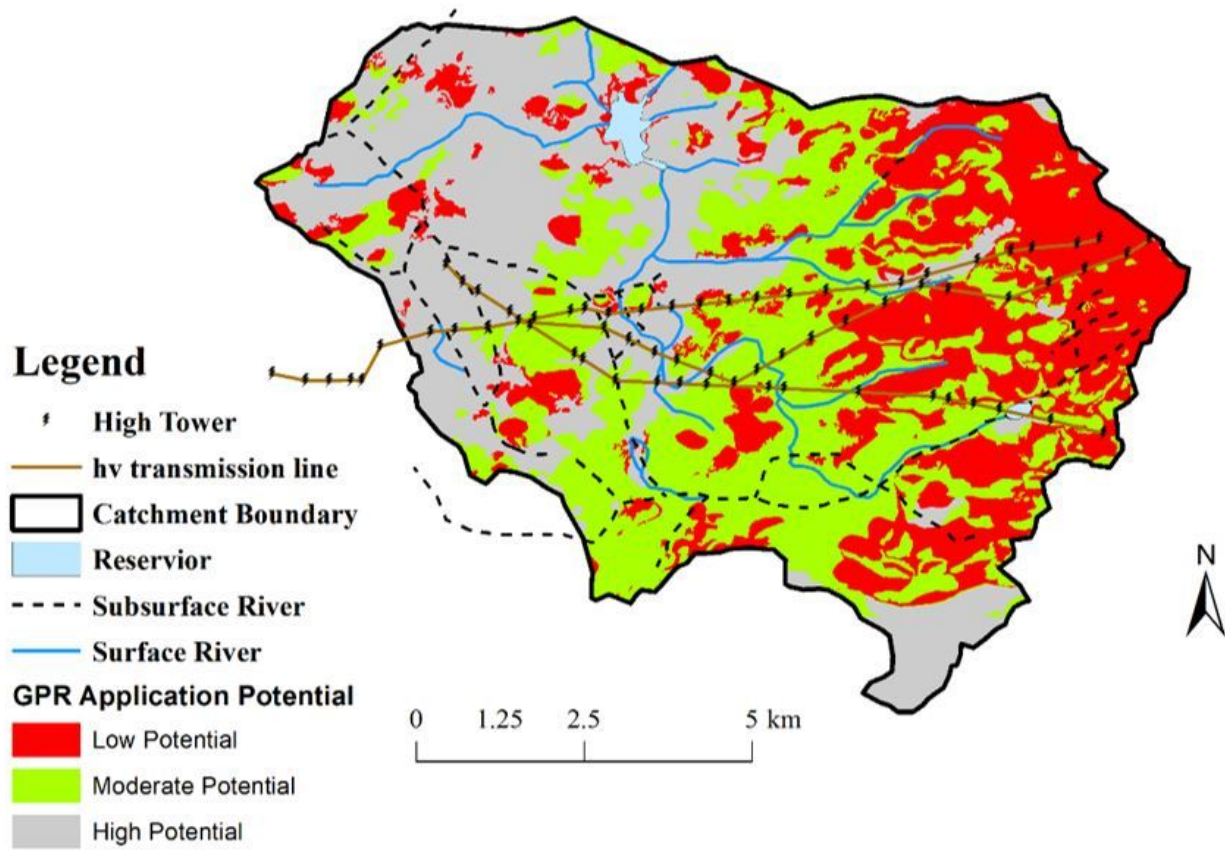 Legend
High Tower
hv transmission line
Catchment Boundary
Reservior
Subsurface River
Surface River
GPR Application Potential
Low Potential
Moderate Potential
High Potential
0 1.25 2.5 5 km
N